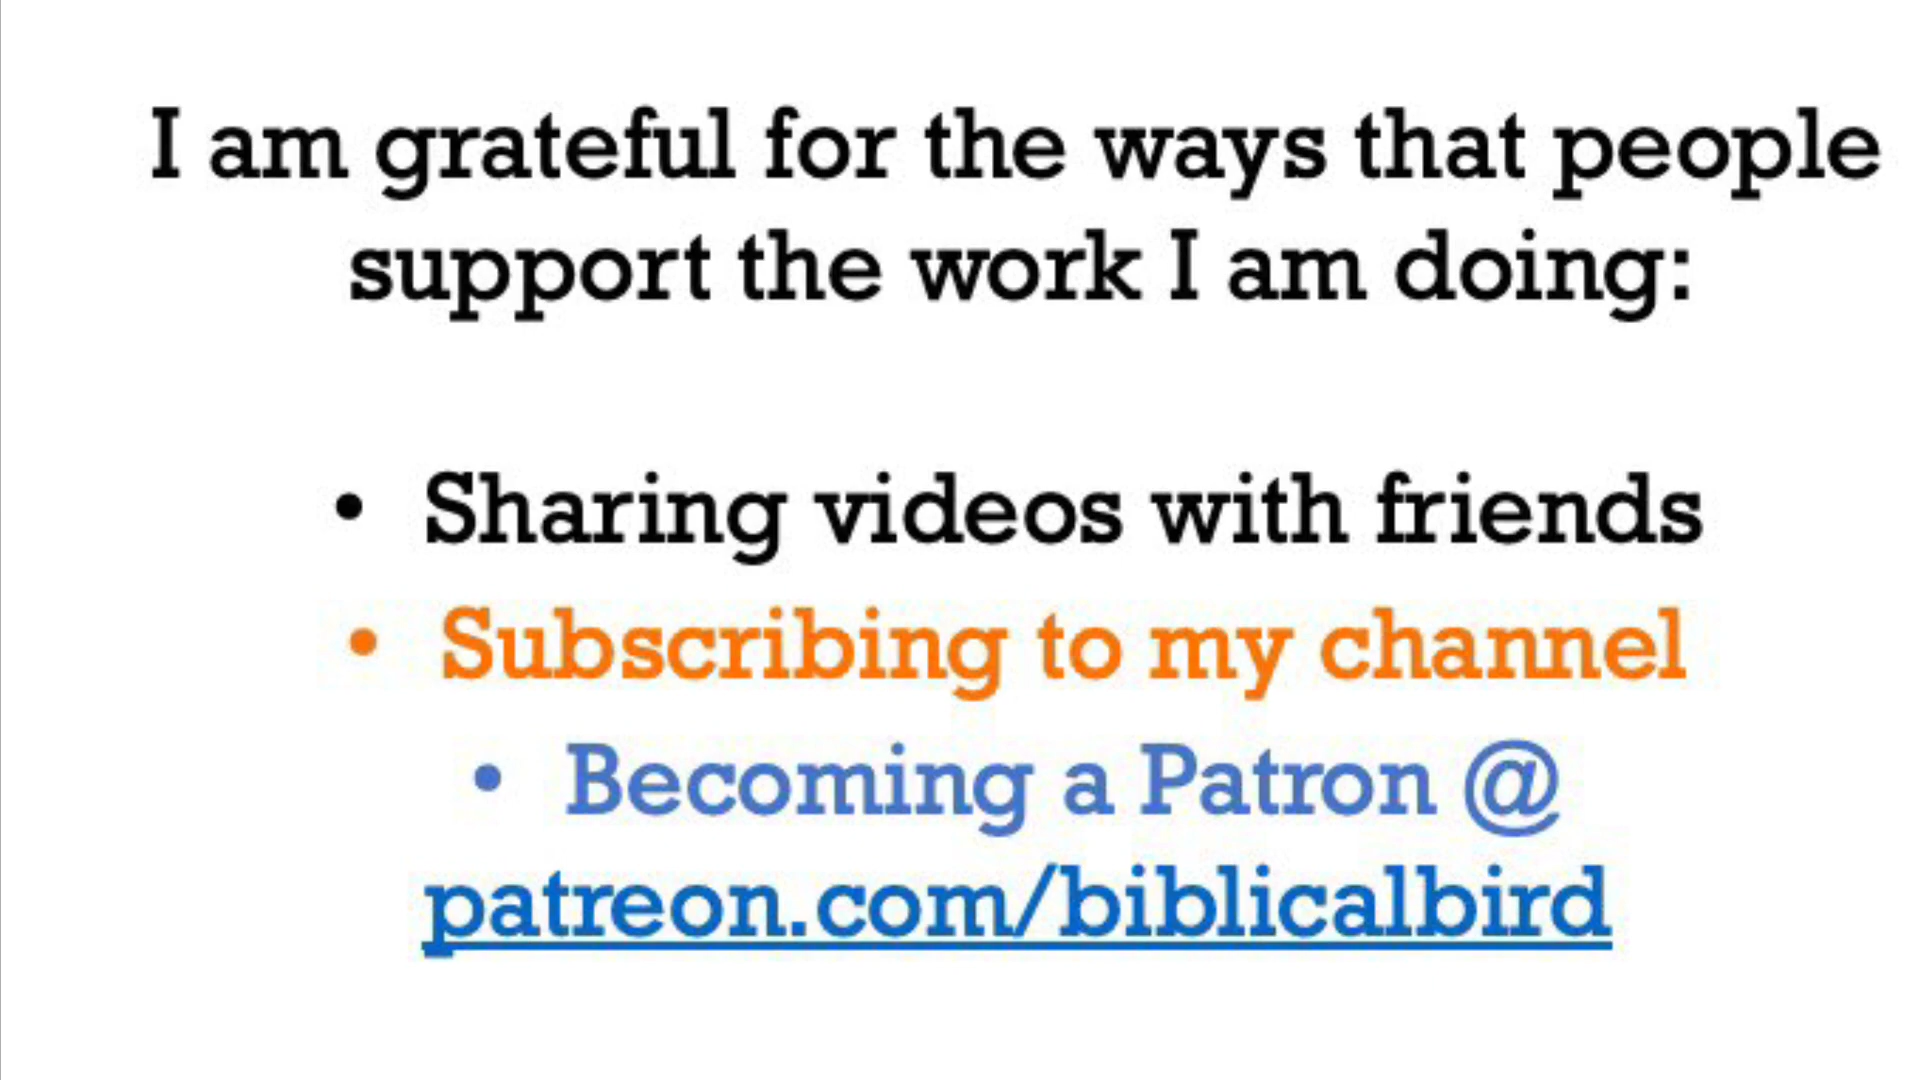 I am grateful for the ways that people
support the work I am doing:
• Sharing videos with friends
• Subscribing to my channel
• Becoming a Patron @
patreon.com/biblicalbird